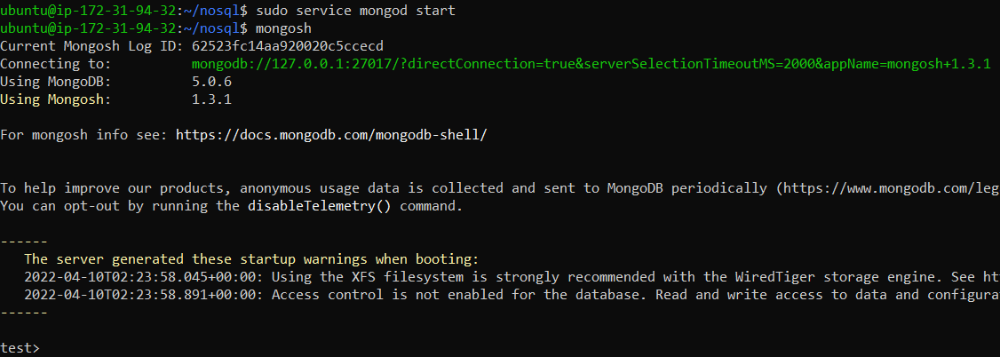 ubuntu@ip-172-31-94-32:~/nosql$ sudo service mongod start
ubuntu@ip-172-31-94-32:~/nosql$ mongosh
Current Mongosh Log ID: 62523fc14aa920020c5ccecd
Connecting to:          mongodb://127.0.0.1:27017/?directConnection=true&serverSelectionTimeoutMS=2000&appName=mongosh+1.3.1
Using MongoDB:          5.0.6
Using Mongosh:          1.3.1
For mongosh info see: https://docs.mongodb.com/mongodb-shell/
To help improve our products, anonymous usage data is collected and sent to MongoDB periodically (https://www.mongodb.com/leg
You can opt-out by running the disableTelemetry() command.
------
   The server generated these startup warnings when booting:
   2022-04-10T02:23:58.045+00:00: Using the XFS filesystem is strongly recommended with the WiredTiger storage engine. See ht
   2022-04-10T02:23:58.891+00:00: Access control is not enabled for the database. Read and write access to data and configura
------
test>